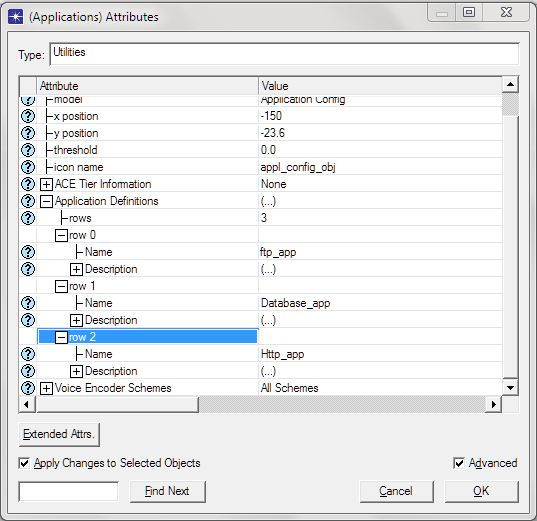 (Applications) Attributes
Type: Utilities
Attribute Value
model Application Config
x position -150
y position -23.6
threshold 0.0
icon name appl_config_obj
ACE Tier Information None
Application Definitions (...)
rows 3
row 0
Name ftp_app
Description (...)
row 1
Name Database_app
Description (...)
row 2
Name Http_app
Description (...)
Voice Encoder Schemes All Schemes
Extended Attrs.
Apply Changes to Selected Objects Advanced
Find Next Cancel OK